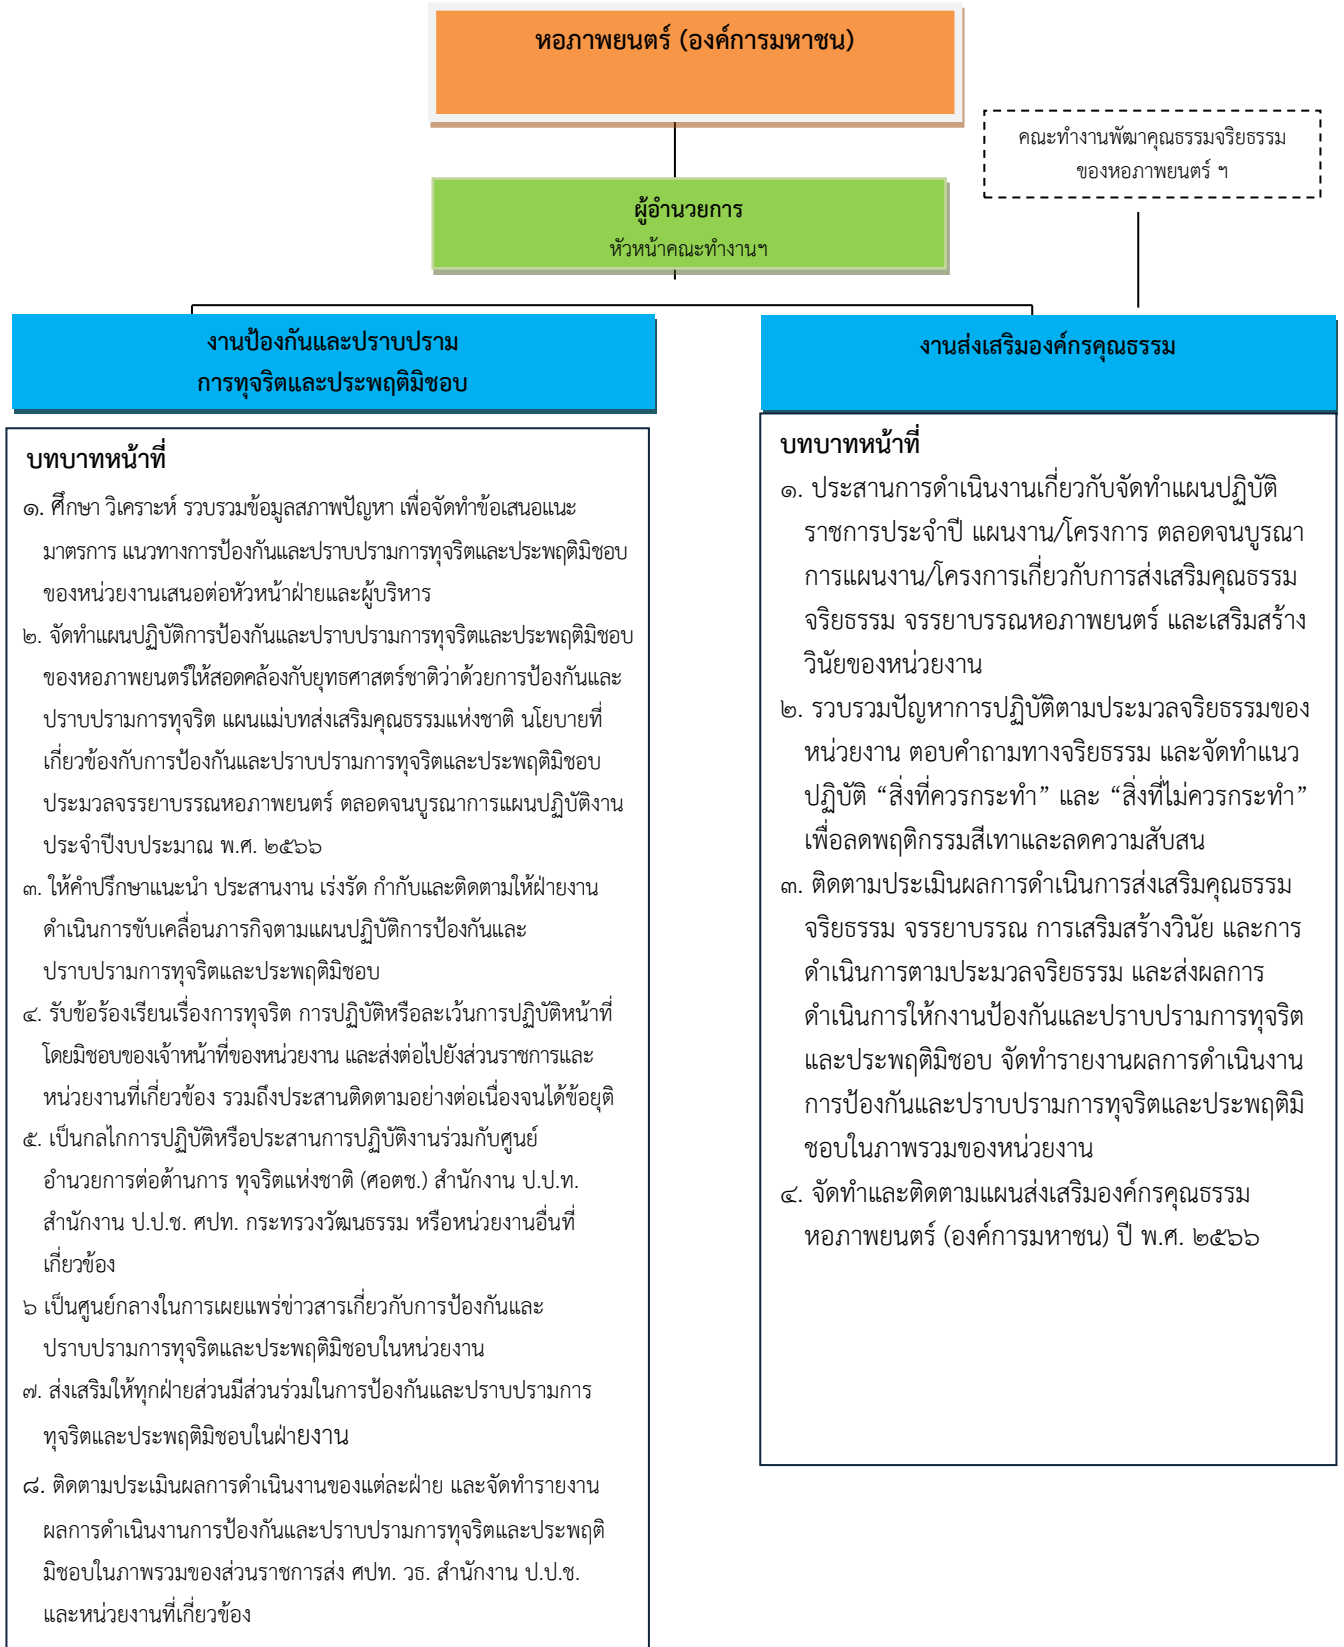 หอภาพยนตร์ (องค์การมหาชน)
คณะทำงานพัฒาคุณธรรมจริยธรรม
ของหอภาพยนตร์ ฯ
ผู้อำนวยการ
หัวหน้าคณะทำงานฯ
งานป้องกันและปราบปราม
การทุจริตและประพฤติมิชอบ
บทบาทหน้าที่
๑. ศึกษา วิเคราะห์ รวบรวมข้อมูลสภาพปัญหา เพื่อจัดทำข้อเสนอแนะ
มาตรการ แนวทางการป้องกันและปราบปรามการทุจริตและประพฤติมิชอบ
ของหน่วยงานเสนอต่อหัวหน้าฝ่ายและผู้บริหาร
๒. จัดทำแผนปฏิบัติการป้องกันและปราบปรามการทุจริตและประพฤติมิชอบ
ของหอภาพยนตร์ให้สอดคล้องกับยุทธศาสตร์ชาติว่าด้วยการป้องกันและ
ปราบปรามการทุจริต แผนแม่บทส่งเสริมคุณธรรมแห่งชาติ นโยบายที่
เกี่ยวข้องกับการป้องกันและปราบปรามการทุจริตและประพฤติมิชอบ
ประมวลจรรยาบรรณหอภาพยนตร์ ตลอดจนบูรณาการแผนปฏิบัติงาน
ประจำปีงบประมาณ พ.ศ. ๒๕๖๖
๓. ให้คำปรึกษาแนะนำ ประสานงาน เร่งรัด กำกับและติดตามให้ฝ่ายงาน
ดำเนินการขับเคลื่อนภารกิจตามแผนปฏิบัติการป้องกันและ
ปราบปรามการทุจริตและประพฤติมิชอบ
๔. รับข้อร้องเรียนเรื่องการทุจริต การปฏิบัติหรือละเว้นการปฏิบัติหน้าที่
โดยมิชอบของเจ้าหน้าที่ของหน่วยงาน และส่งต่อไปยังส่วนราชการและ
หน่วยงานที่เกี่ยวข้อง รวมถึงประสานติดตามอย่างต่อเนื่องจนได้ข้อยุติ
๕. เป็นกลไกการปฏิบัติหรือประสานการปฏิบัติงานร่วมกับศูนย์
อำนวยการต่อต้านการ ทุจริตแห่งชาติ (ศอตช.) สำนักงาน ป.ป.ท.
สำนักงาน ป.ป.ช. ศปท. กระทรวงวัฒนธรรม หรือหน่วยงานอื่นที่
เกี่ยวข้อง
๖ เป็นศูนย์กลางในการเผยแพร่ข่าวสารเกี่ยวกับการป้องกันและ
ปราบปรามการทุจริตและประพฤติมิชอบในหน่วยงาน
๗. ส่งเสริมให้ทุกฝ่ายส่วนมีส่วนร่วมในการป้องกันและปราบปรามการ
ทุจริตและประพฤติมิชอบในฝ่ายงาน
๘. ติดตามประเมินผลการดำเนินงานของแต่ละฝ่าย และจัดทำรายงาน
ผลการดำเนินงานการป้องกันและปราบปรามการทุจริตและประพฤติ
มิชอบในภาพรวมของส่วนราชการส่ง ศปท. วธ. สำนักงาน ป.ป.ช.
และหน่วยงานที่เกี่ยวข้อง
งานส่งเสริมองค์กรคุณธรรม
บทบาทหน้าที่
๑. ประสานการดำเนินงานเกี่ยวกับจัดทำแผนปฏิบัติ
ราชการประจำปี แผนงาน/โครงการ ตลอดจนบูรณา
การแผนงาน/โครงการเกี่ยวกับการส่งเสริมคุณธรรม
จริยธรรม จรรยาบรรณหอภาพยนตร์ และเสริมสร้าง
วินัยของหน่วยงาน
๒. รวบรวมปัญหาการปฏิบัติตามประมวลจริยธรรมของ
หน่วยงาน ตอบคำถามทางจริยธรรม และจัดทำแนว
ปฏิบัติ “สิ่งที่ควรกระทำ” และ “สิ่งที่ไม่ควรกระทำ”
เพื่อลดพฤติกรรมสีเทาและลดความสับสน
๓. ติดตามประเมินผลการดำเนินการส่งเสริมคุณธรรม
จริยธรรม จรรยาบรรณ การเสริมสร้างวินัย และการ
ดำเนินการตามประมวลจริยธรรม และส่งผลการ
ดำเนินการให้กงานป้องกันและปราบปรามการทุจริต
และประพฤติมิชอบ จัดทำรายงานผลการดำเนินงาน
การป้องกันและปราบปรามการทุจริตและประพฤติมิ
ชอบในภาพรวมของหน่วยงาน
๔. จัดทำและติดตามแผนส่งเสริมองค์กรคุณธรรม
หอภาพยนตร์ (องค์การมหาชน) ปี พ.ศ. ๒๕๖๖